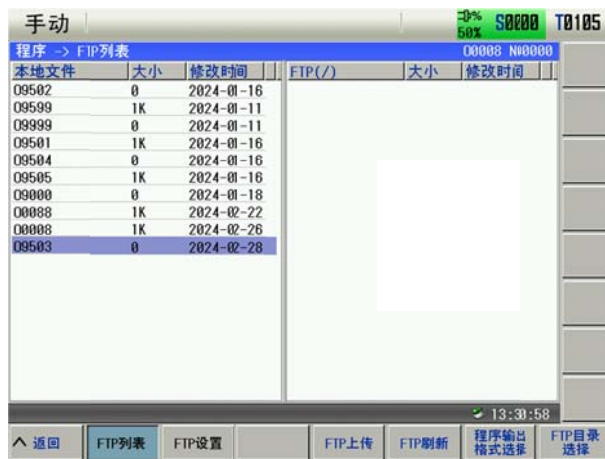 手动
50% S0000 T0105
程序 -> FTP列表 O0008 N0000
本地文件 大小 修改时间 FTP(/) 大小 修改时间
O9502 0 2024-01-16
O9599 1K 2024-01-11
O9999 0 2024-01-11
O9501 1K 2024-01-16
O9504 0 2024-01-16
O9505 1K 2024-01-16
O9000 0 2024-01-18
O0088 1K 2024-02-22
O0008 1K 2024-02-26
O9503 0 2024-02-28
13:30:58
返回 FTP列表 FTP设置 FTP上传 FTP刷新 程序输出格式选择 FTP目录选择